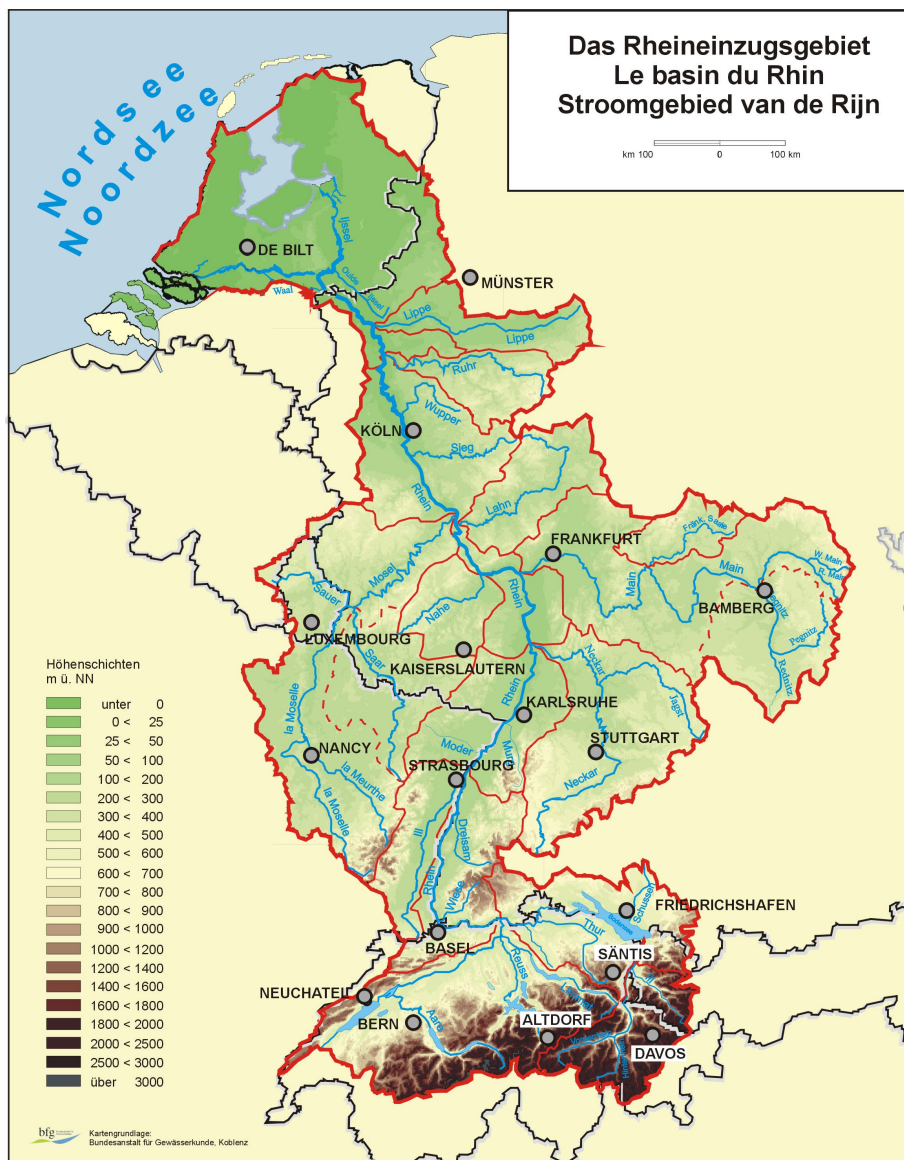 Das Rheineinzugsgebiet
Le basin du Rhin
Stroomgebied van de Rijn
km 100
0
100 km
Nordsee
Noordzee
DE BILT
Ijssel
Oulde Ijssel
Waal
MÜNSTER
Lippe
Lippe
Ruhr
Wupper
KÖLN
Sieg
Rhein
Lahn
FRANKFURT
Fränk. Saale
Main
Main
W. Main
R. Main
BAMBERG
Pegnitz
Rednitz
Mosel
Sauer
Nahe
Rhein
LUXEMBOURG
Saar
KAISERSLAUTERN
Neckar
Rhein
KARLSRUHE
Jagst
la Moselle
NANCY
la Meurthe
la Moselle
Moder
Murg
STUTTGART
STRASBOURG
Neckar
Ill
Rhein
Dreisam
Wiese
BASEL
Schussen
FRIEDRICHSHAFEN
Bodensee
Thur
SÄNTIS
Reuss
Ill
NEUCHATEL
BERN
Aare
ALTDORF
DAVOS
Höhenschichten
m ü. NN
unter 0
0 < 25
25 < 50
50 < 100
100 < 200
200 < 300
300 < 400
400 < 500
500 < 600
600 < 700
700 < 800
800 < 900
900 < 1000
1000 < 1200
1200 < 1400
1400 < 1600
1600 < 1800
1800 < 2000
2000 < 2500
2500 < 3000
über 3000
bfg
Kartengrundlage:
Bundesanstalt für Gewässerkunde, Koblenz